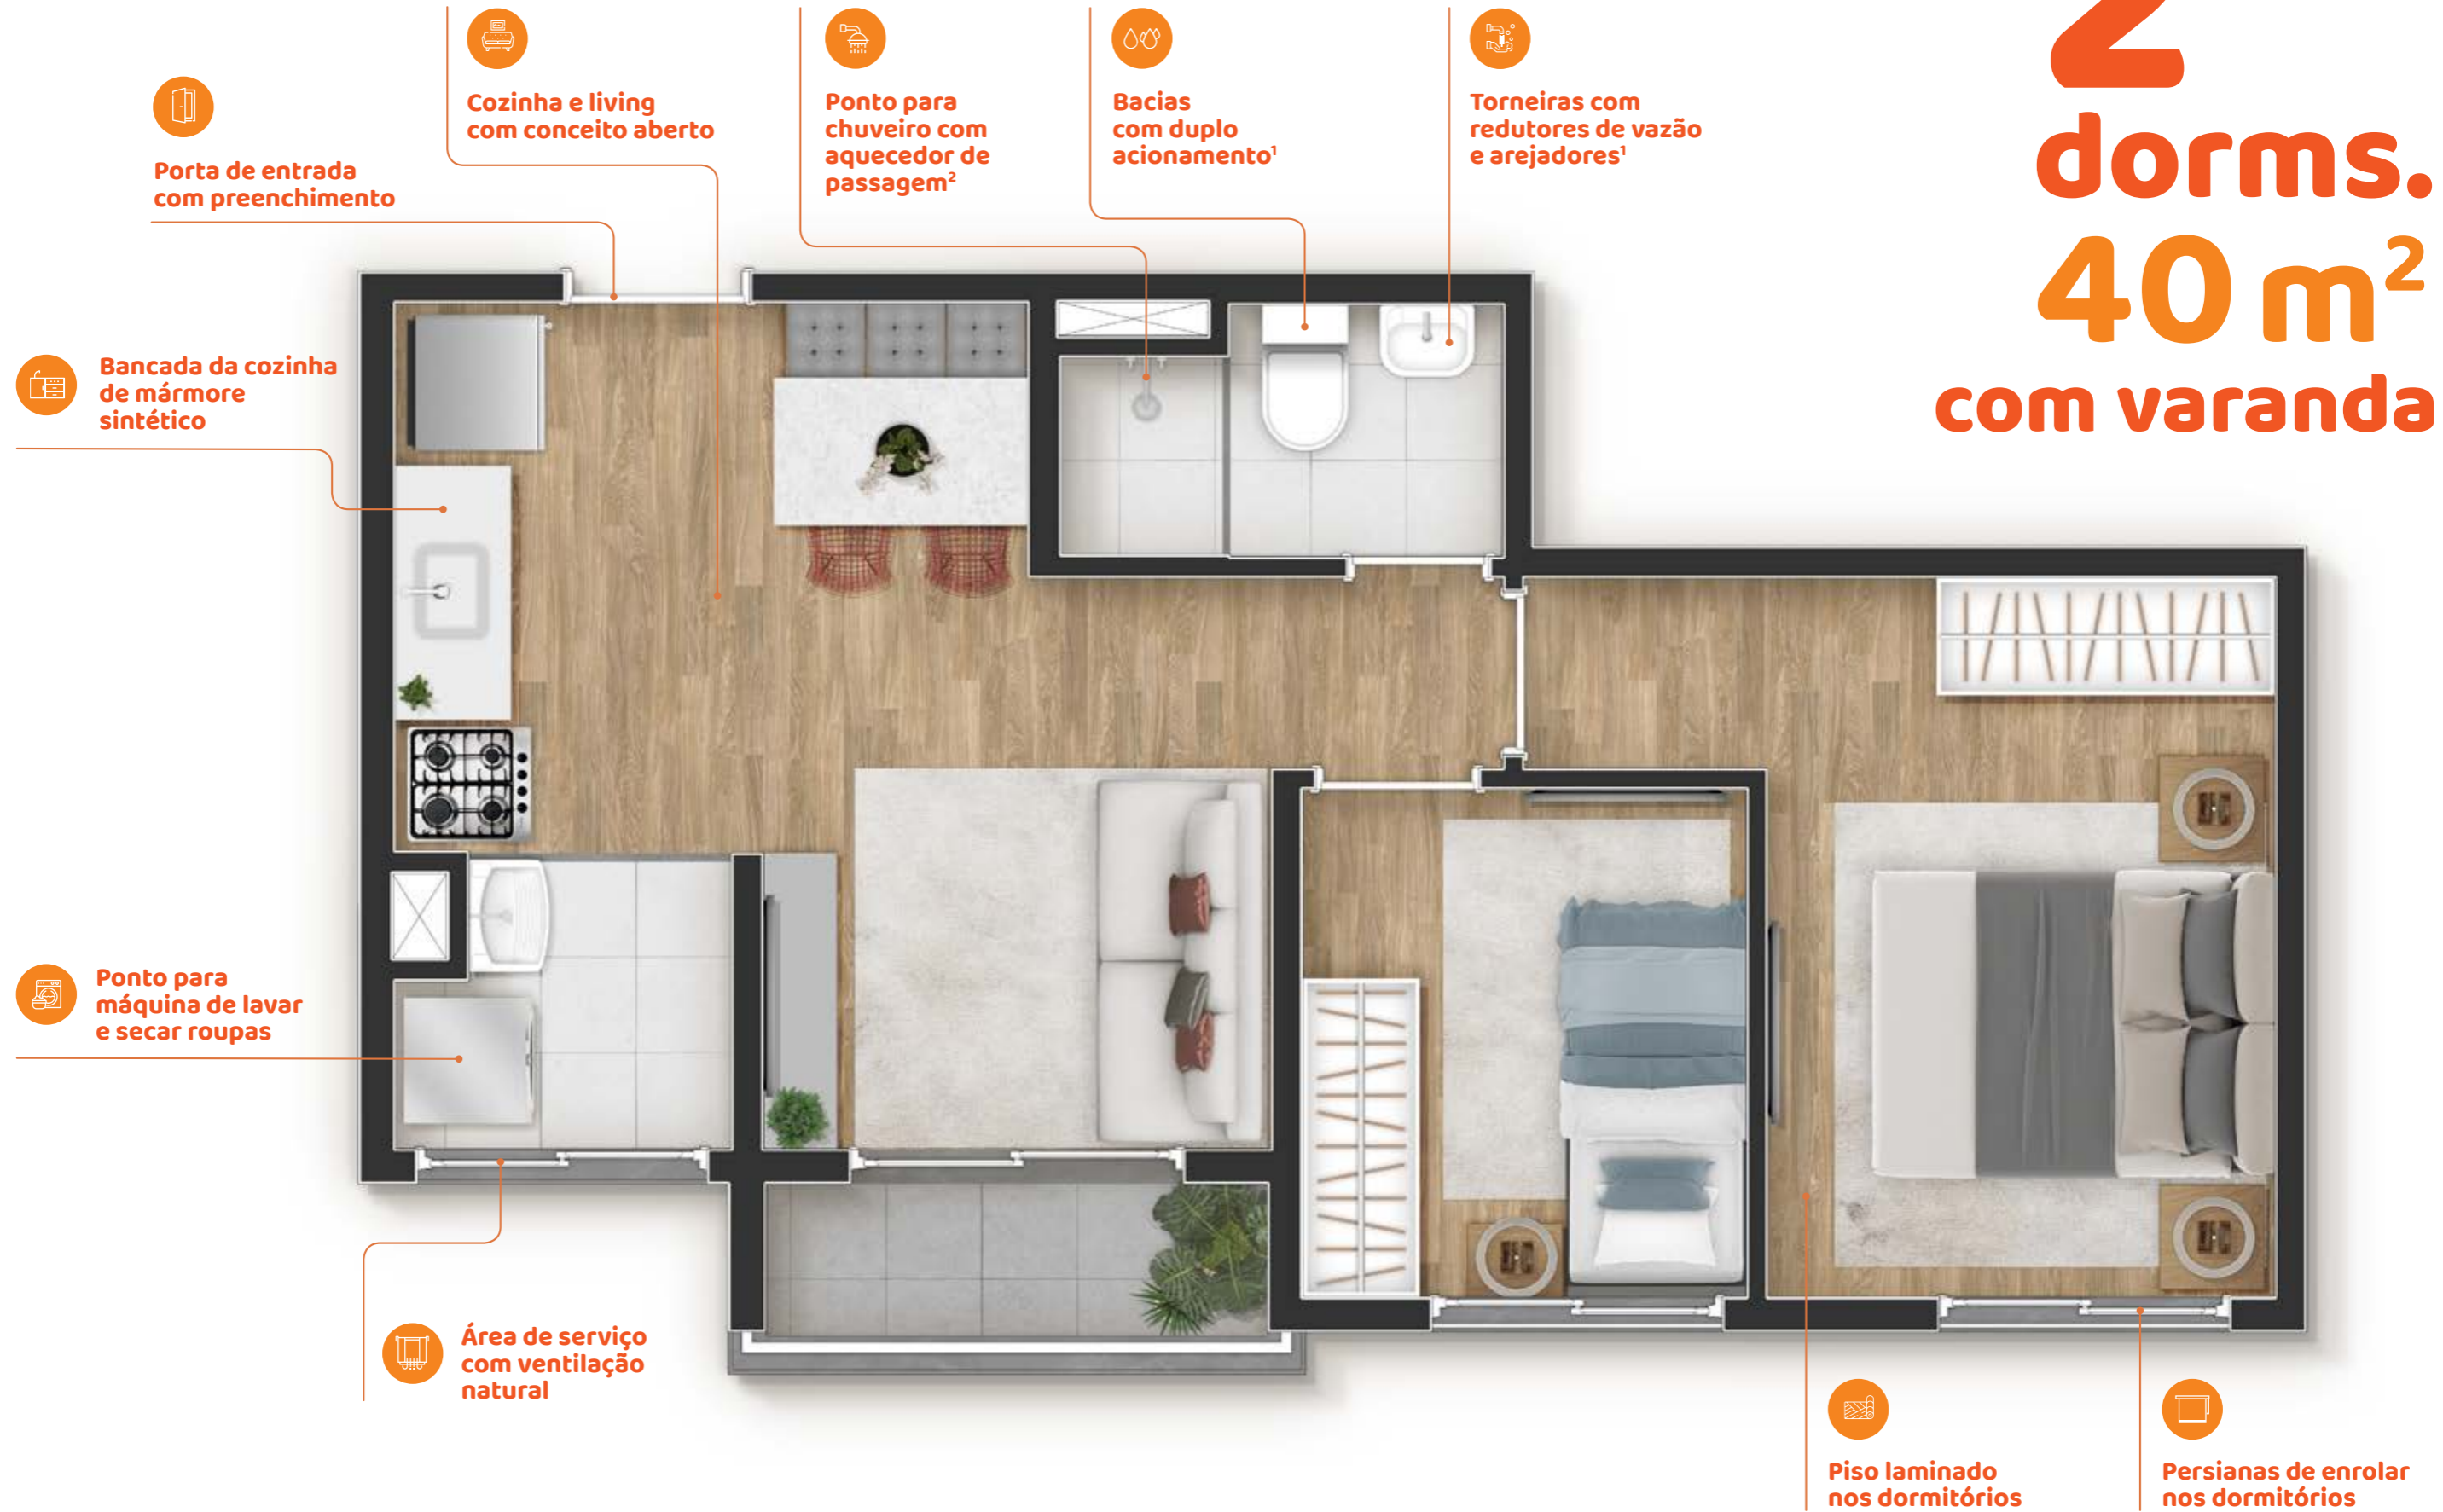 2
dorms.
40 m²
com varanda
Porta de entrada
com preenchimento
Cozinha e living
com conceito aberto
Ponto para
chuveiro com
aquecedor de
passagem²
Bacias
com duplo
acionamento¹
Torneiras com
redutores de vazão
e arejadores¹
Bancada da cozinha
de mármore
sintético
Ponto para
máquina de lavar
e secar roupas
Área de serviço
com ventilação
natural
Piso laminado
nos dormitórios
Persianas de enrolar
nos dormitórios